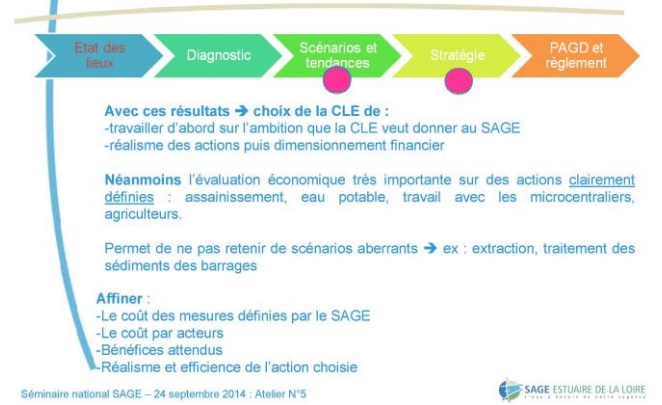 Etat des
lieux
Diagnostic
Scénarios et
tendances
Stratégie
PAGD et
règlement
Avec ces résultats ➔ choix de la CLE de :
-travailler d'abord sur l'ambition que la CLE veut donner au SAGE
-réalisme des actions puis dimensionnement financier
Néanmoins l'évaluation économique très importante sur des actions clairement
définies : assainissement, eau potable, travail avec les microcentraliers,
agriculteurs.
Permet de ne pas retenir de scénarios aberrants ➔ ex : extraction, traitement des
sédiments des barrages
Affiner :
-Le coût des mesures définies par le SAGE
-Le coût par acteurs
-Bénéfices attendus
-Réalisme et efficience de l'action choisie
Séminaire national SAGE – 24 septembre 2014 : Atelier N°5
SAGE ESTUAIRE DE LA LOIRE